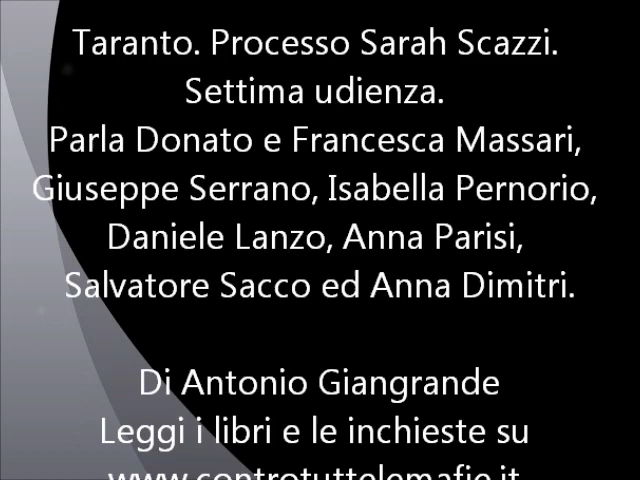 Taranto. Processo Sarah Scazzi.
Settima udienza.
Parla Donato e Francesca Massari,
Giuseppe Serrano, Isabella Pernorio,
Daniele Lanzo, Anna Parisi,
Salvatore Sacco ed Anna Dimitri.
Di Antonio Giangrande
Leggi i libri e le inchieste su
www.controtuttelemafie.it